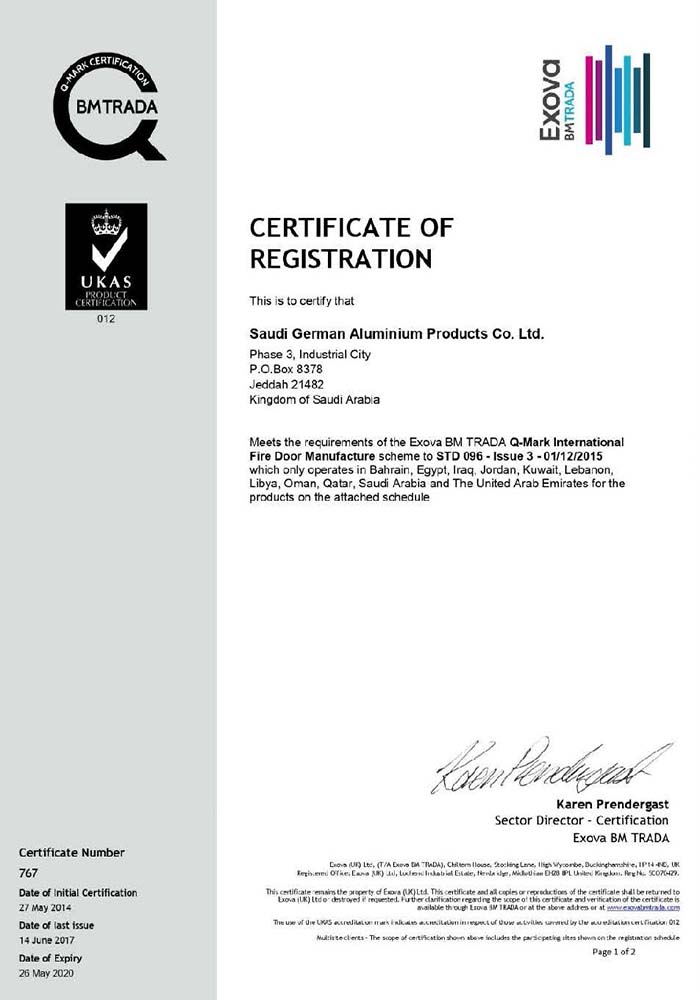 Q-MARK CERTIFICATION
BMTRADA
Exova
BMTRADA
UKAS
PRODUCT
CERTIFICATION
012
CERTIFICATE OF
REGISTRATION
This is to certify that
Saudi German Aluminium Products Co. Ltd.
Phase 3, Industrial City
P.O.Box 8378
Jeddah 21482
Kingdom of Saudi Arabia
Meets the requirements of the Exova BM TRADA Q-Mark International
Fire Door Manufacture scheme to STD 096 - Issue 3 - 01/12/2015
which only operates in Bahrain, Egypt, Iraq, Jordan, Kuwait, Lebanon,
Libya, Oman, Qatar, Saudi Arabia and The United Arab Emirates for the
products on the attached schedule
Karen Prendergast
Karen Prendergast
Sector Director - Certification
Exova BM TRADA
Certificate Number
767
Date of Initial Certification
27 May 2014
Date of last issue
14 June 2017
Date of Expiry
26 May 2020
Exova (UK) Ltd, (T/A Exova BM TRADA), Chiltern House, Stocking Lane, High Wycombe, Buckinghamshire, HP14 4ND, UK
Registered Office: Exova (UK) Ltd, Lochend Industrial Estate, Newbridge, Midlothian EH28 8PL United Kingdom. Reg No. SC070429.
This certificate remains the property of Exova (UK) Ltd. This certificate and all copies or reproductions of the certificate shall be returned to
Exova (UK) Ltd or destroyed if requested. Further clarification regarding the scope of this certificate and verification of the certificate is
available through Exova BM TRADA or at the above address or at www.exovabmtrada.com
The use of the UKAS accreditation mark indicates accreditation in respect of those activities covered by the accreditation certification 012
Multisite clients - The scope of certification shown above includes the participating sites shown on the registration schedule
Page 1 of 2